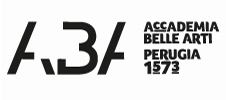 ABA
ACCADEMIA
BELLE ARTI
PERUGIA
1573